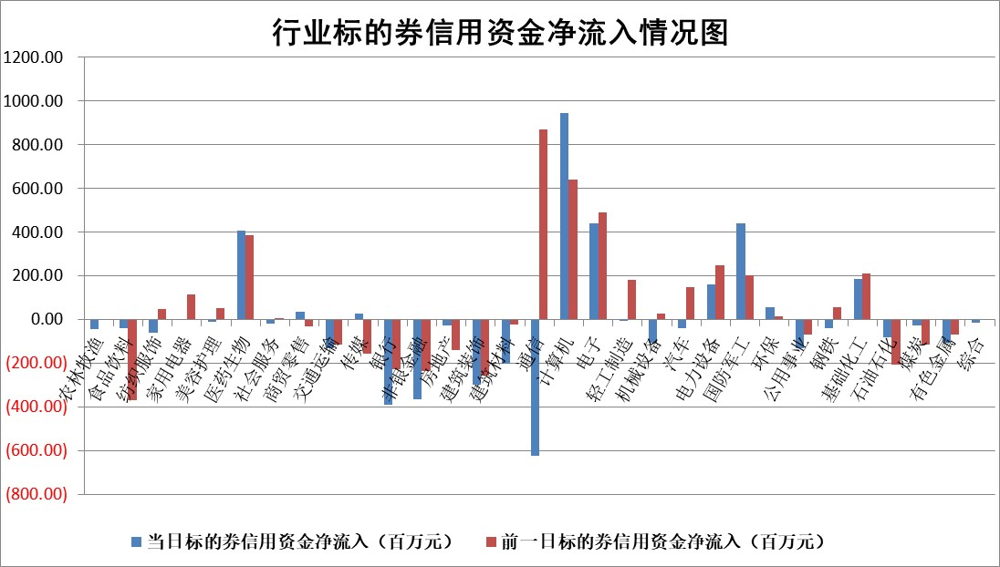 行业标的券信用资金净流入情况图
1200.00
1000.00
800.00
600.00
400.00
200.00
0.00
(200.00)
(400.00)
(600.00)
(800.00)
农林牧渔
食品饮料
纺织服饰
家用电器
美容护理
医药生物
社会服务
商贸零售
交通运输
传媒
银行
非银金融
房地产
建筑装饰
建筑材料
通信
计算机
电子
轻工制造
机械设备
汽车
电力设备
国防军工
环保
公用事业
钢铁
基础化工
石油石化
煤炭
有色金属
综合
当日标的券信用资金净流入（百万元）
前一日标的券信用资金净流入（百万元）